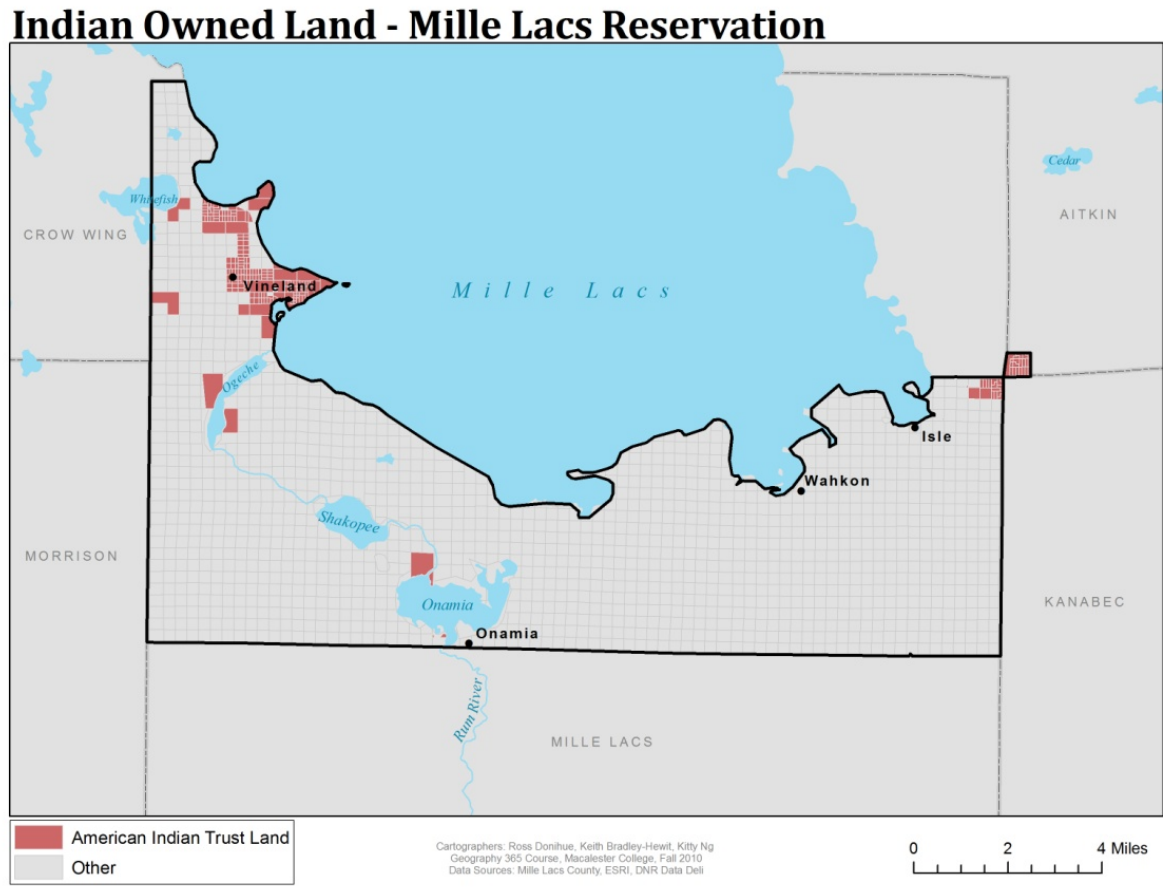 Indian Owned Land - Mille Lacs Reservation
Cedar
Whitefish
AITKIN
CROW WING
Vineland
Mille Lacs
Ogeche
Isle
Wahkon
Shakopee
MORRISON
KANABEC
Onamia
Onamia
Rum River
MILLE LACS
American Indian Trust Land
Other
Cartographers: Ross Donihue, Keith Bradley-Hewit, Kitty Ng
Geography 365 Course, Macalester College, Fall 2010
Data Sources: Mille Lacs County, ESRI, DNR Data Deli
0 2 4 Miles